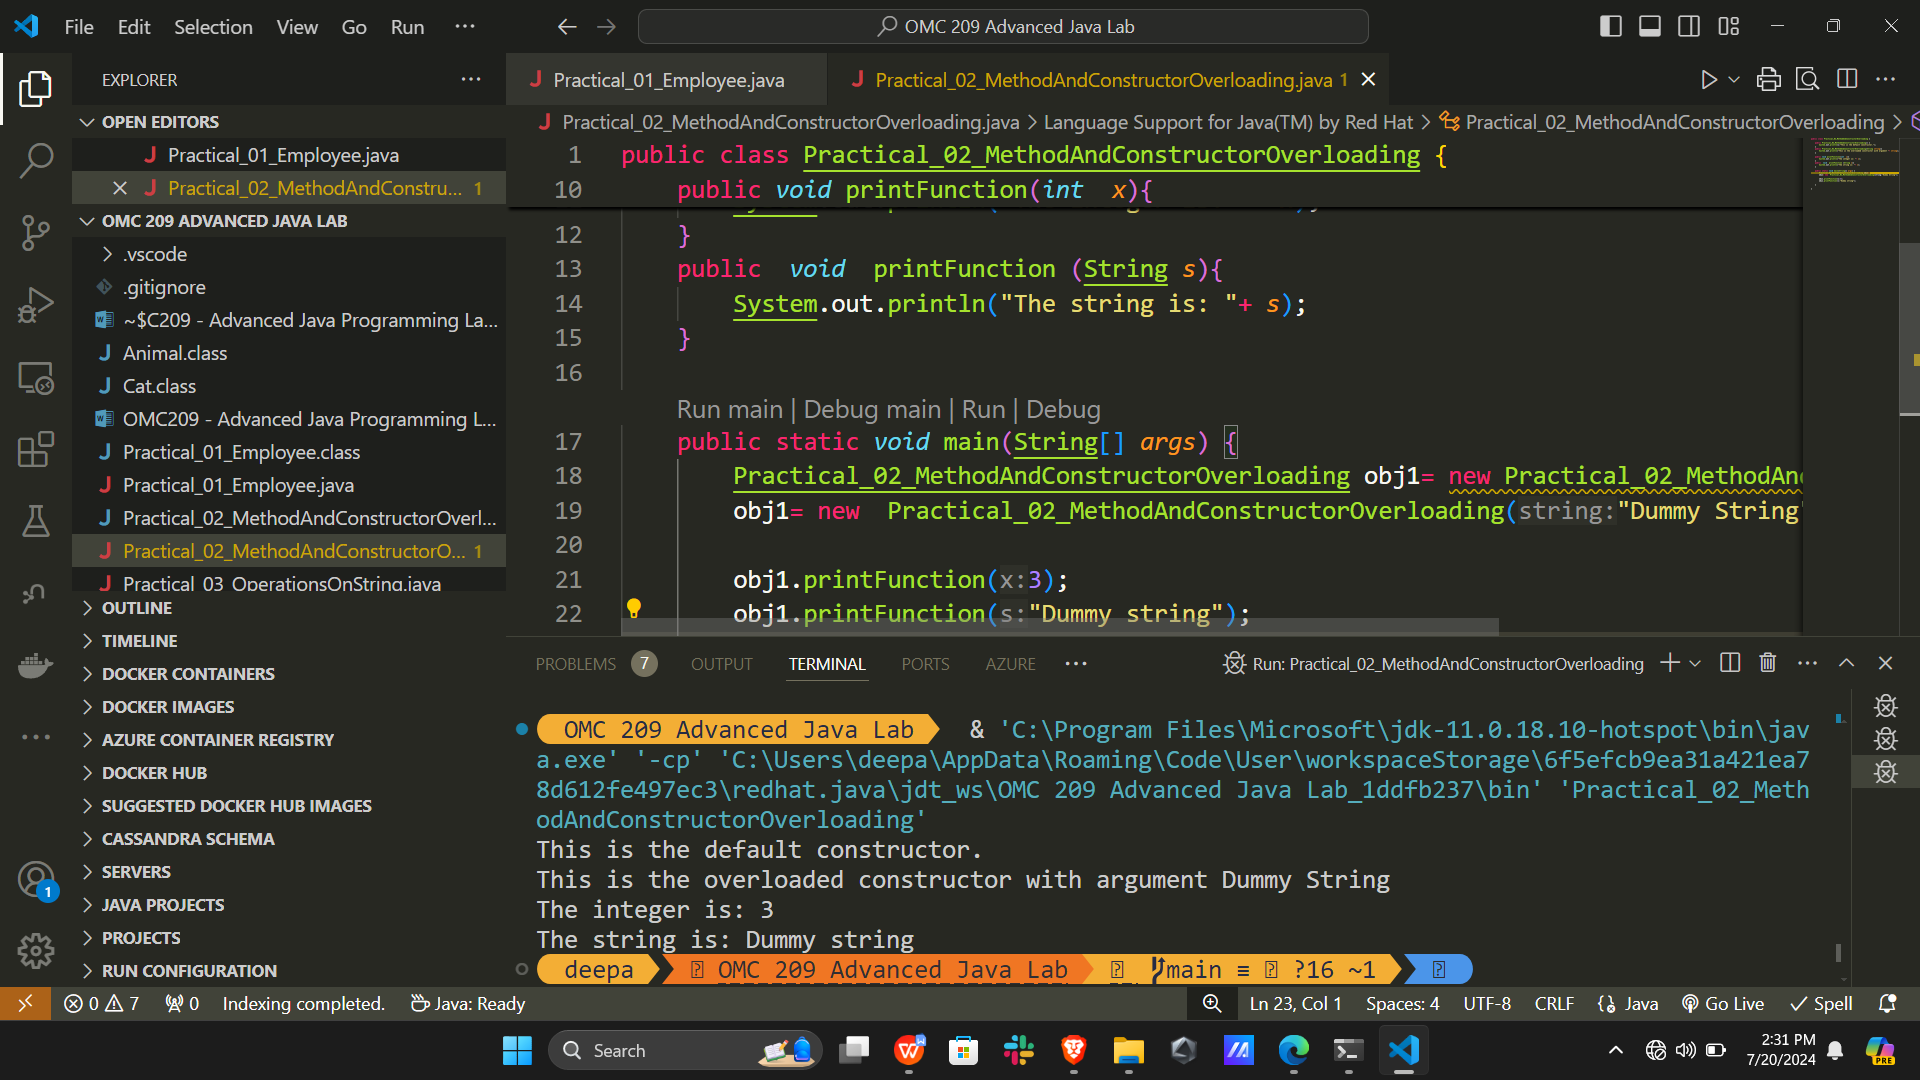 File Edit Selection View Go Run ···
OMC 209 Advanced Java Lab
EXPLORER
OPEN EDITORS
Practical_01_Employee.java
Practical_02_MethodAndConstru... 1
OMC 209 ADVANCED JAVA LAB
.vscode
.gitignore
~$C209 - Advanced Java Programming La...
Animal.class
Cat.class
OMC209 - Advanced Java Programming L...
Practical_01_Employee.class
Practical_01_Employee.java
Practical_02_MethodAndConstructorOverl...
Practical_02_MethodAndConstructorO... 1
Practical_03_OperationsOnString.java
OUTLINE
TIMELINE
DOCKER CONTAINERS
DOCKER IMAGES
AZURE CONTAINER REGISTRY
DOCKER HUB
SUGGESTED DOCKER HUB IMAGES
CASSANDRA SCHEMA
SERVERS
JAVA PROJECTS
PROJECTS
RUN CONFIGURATION
1
Practical_01_Employee.java
Practical_02_MethodAndConstructorOverloading.java 1
Practical_02_MethodAndConstructorOverloading.java > Language Support for Java(TM) by Red Hat > Practical_02_MethodAndConstructorOverloading >
1 public class Practical_02_MethodAndConstructorOverloading {
10 public void printFunction(int  x){
12 }
13 public  void  printFunction (String s){
14 System.out.println("The string is: "+ s);
15 }
16
Run main | Debug main | Run | Debug
17 public static void main(String[] args) {
18 Practical_02_MethodAndConstructorOverloading obj1= new Practical_02_MethodAn
19 obj1= new  Practical_02_MethodAndConstructorOverloading(string:"Dummy String"
20
21 obj1.printFunction(x:3);
22 obj1.printFunction(s:"Dummy string");
PROBLEMS 7 OUTPUT TERMINAL PORTS AZURE ···
Run: Practical_02_MethodAndConstructorOverloading
OMC 209 Advanced Java Lab & 'C:\Program Files\Microsoft\jdk-11.0.18.10-hotspot\bin\jav
a.exe' '-cp' 'C:\Users\deepa\AppData\Roaming\Code\User\workspaceStorage\6f5efcb9ea31a421ea7
8d612fe497ec3\redhat.java\jdt_ws\OMC 209 Advanced Java Lab_1ddfb237\bin' 'Practical_02_Meth
odAndConstructorOverloading'
This is the default constructor.
This is the overloaded constructor with argument Dummy String
The integer is: 3
The string is: Dummy string
deepa OMC 209 Advanced Java Lab main ≡ ?16 ~1
0 7 0 Indexing completed. Java: Ready
Ln 23, Col 1 Spaces: 4 UTF-8 CRLF Java Go Live Spell
Search
PRE
2:31 PM
7/20/2024